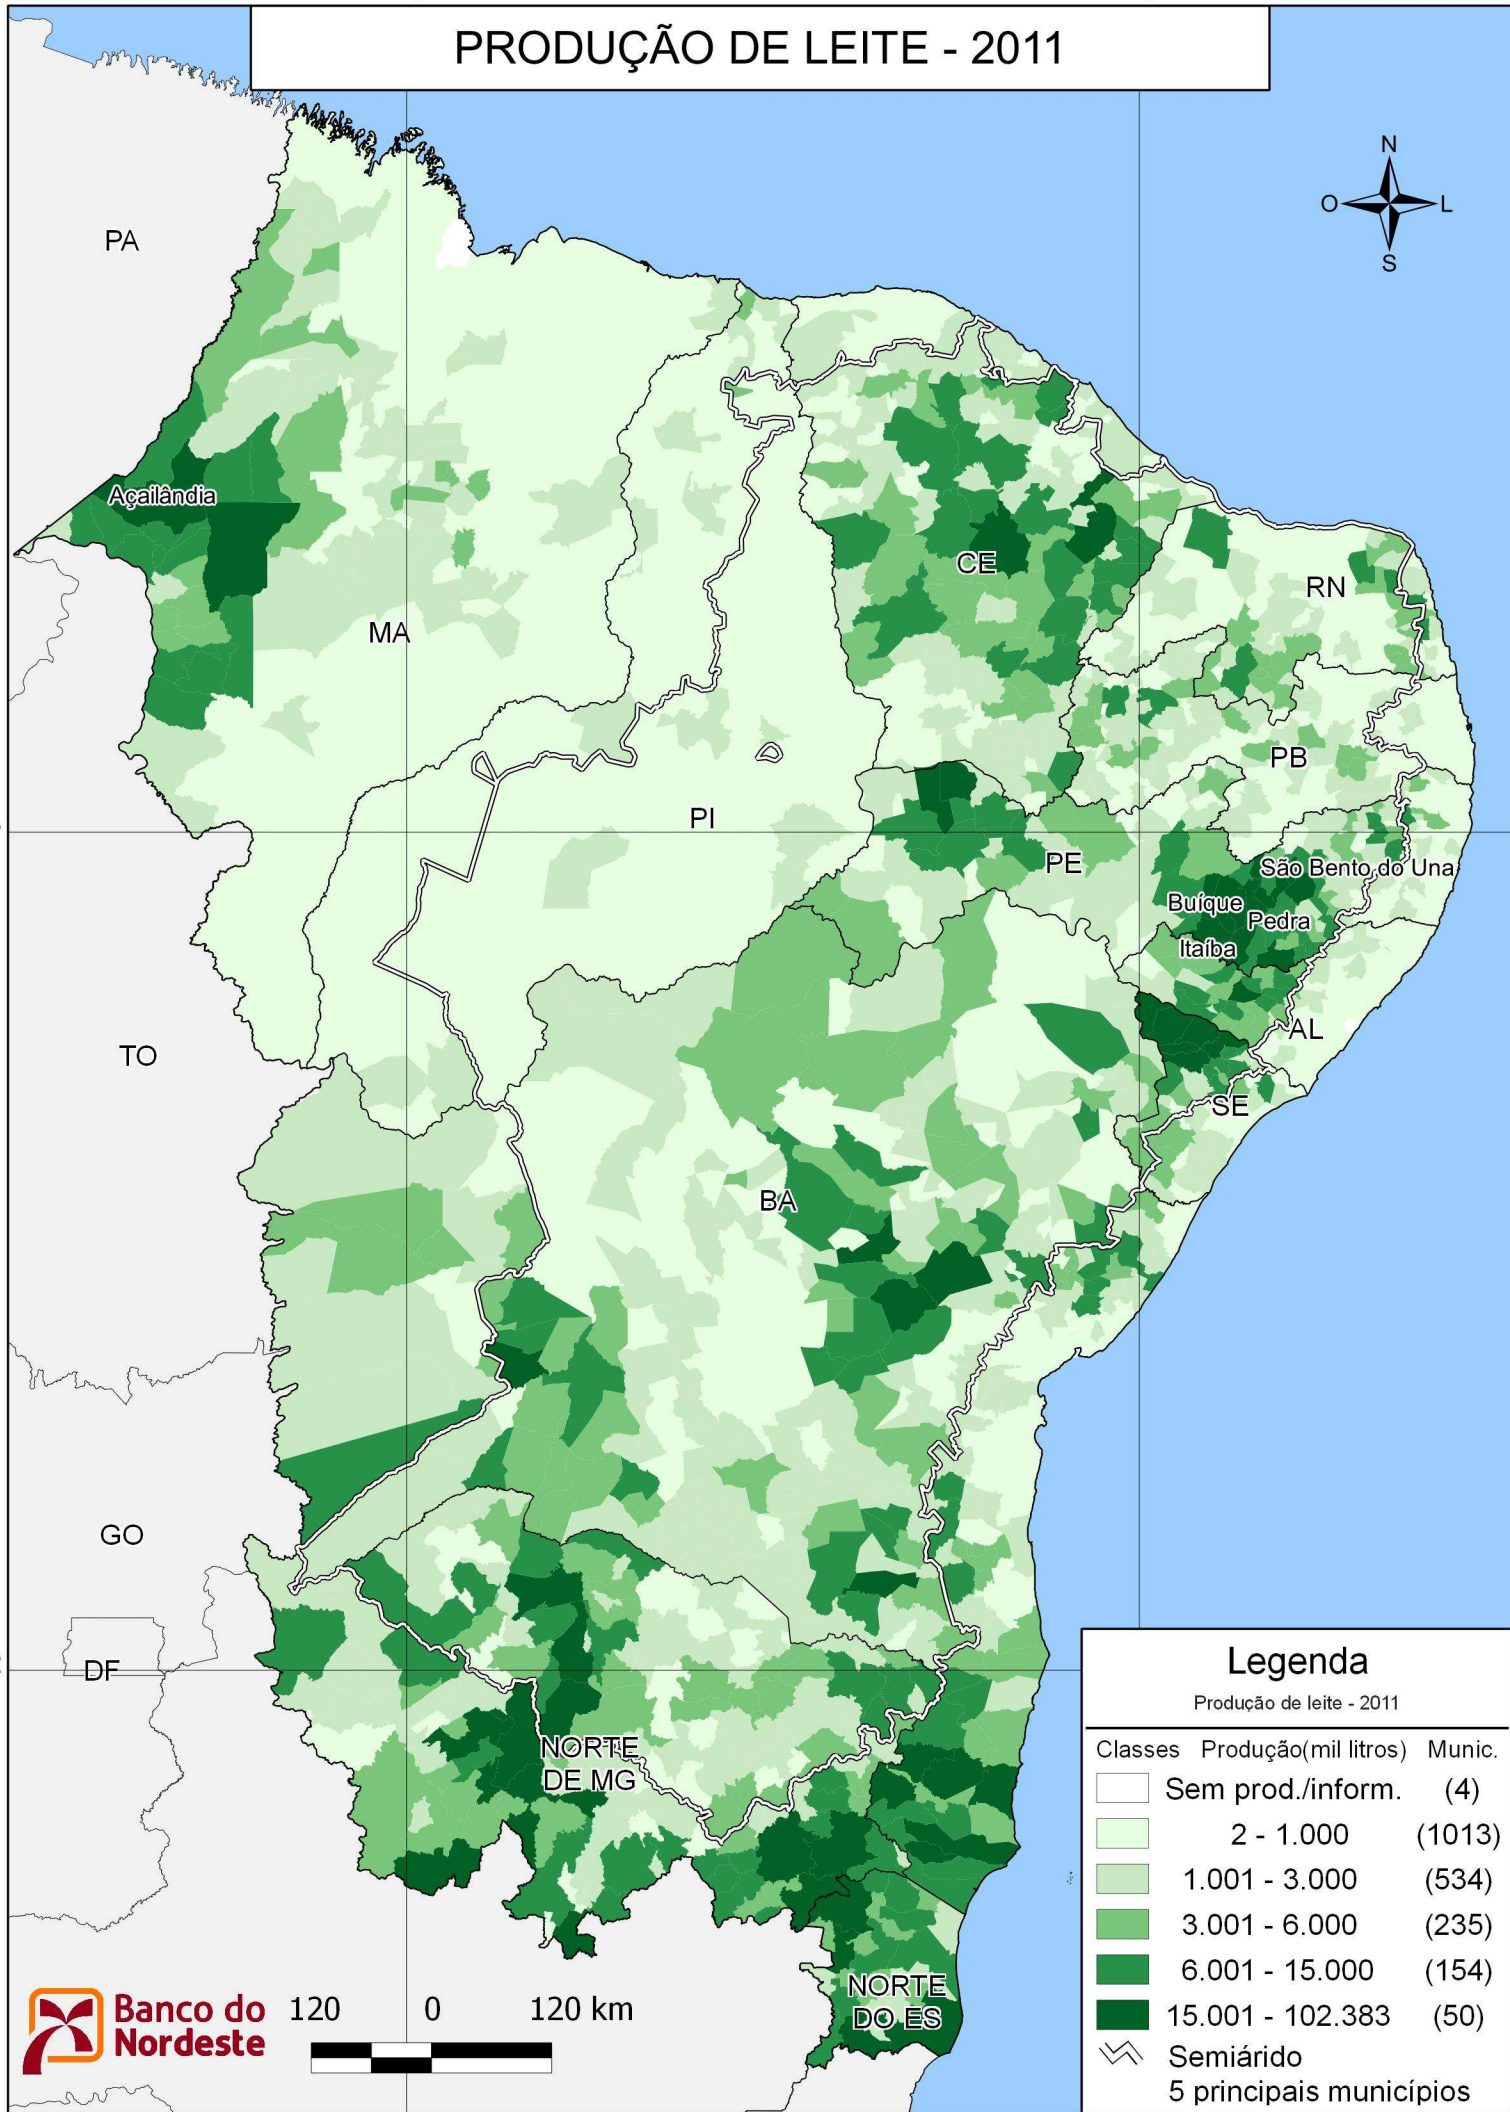 PRODUÇÃO DE LEITE - 2011
N
O
L
S
PA
Açailândia
CE
RN
MA
PB
PI
PE
São Bento do Una
Buíque
Pedra
Itaíba
AL
TO
SE
BA
GO
DF
NORTE
DE MG
NORTE
DO ES
Legenda
Produção de leite - 2011
Classes Produção(mil litros) Munic.
Sem prod./inform. (4)
2 - 1.000 (1013)
1.001 - 3.000 (534)
3.001 - 6.000 (235)
6.001 - 15.000 (154)
15.001 - 102.383 (50)
Semiárido
5 principais municípios
Banco do
Nordeste
120 0 120 km